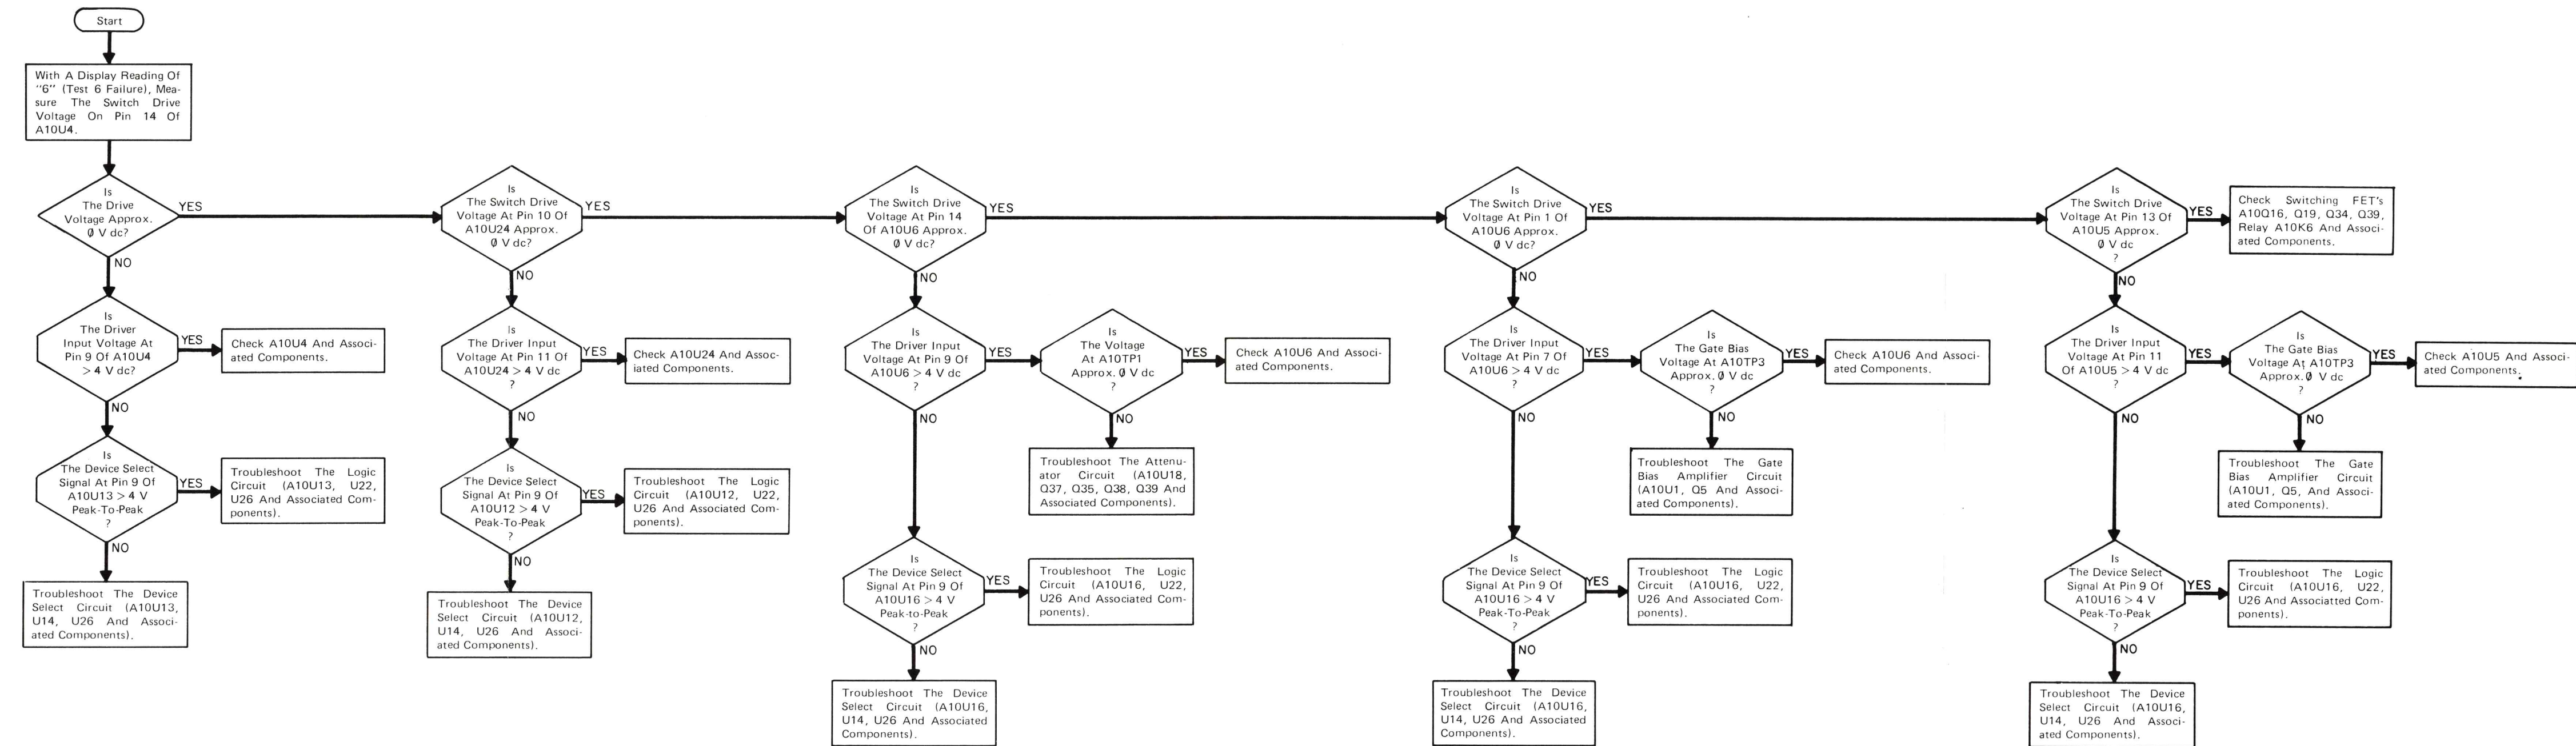 Start
With A Display Reading Of
"6" (Test 6 Failure), Mea-
sure The Switch Drive
Voltage On Pin 14 Of
A10U4.
Is
The Drive
Voltage Approx.
0̸ V dc?
YES
NO
Is
The Driver
Input Voltage At
Pin 9 Of A10U4
> 4 V dc?
YES
Check A10U4 And Associ-
ated Components.
NO
Is
The Device Select
Signal At Pin 9 Of
A10U13 > 4 V
Peak-To-Peak
?
YES
Troubleshoot The Logic
Circuit (A10U13, U22,
U26 And Associated Com-
ponents).
NO
Troubleshoot The Device
Select Circuit (A10U13,
U14, U26 And Associ-
ated Components).
Is
The Switch Drive
Voltage At Pin 10 Of
A10U24 Approx.
0̸ V dc?
YES
NO
Is
The Driver Input
Voltage At Pin 11 Of
A10U24 > 4 V dc
?
YES
Check A10U24 And Assoc-
iated Components.
NO
Is
The Device Select
Signal At Pin 9 Of
A10U12 > 4 V
Peak-To-Peak
?
YES
Troubleshoot The Logic
Circuit (A10U12, U22,
U26 And Associated Com-
ponents).
NO
Troubleshoot The Device
Select Circuit (A10U12,
U14, U26 And Associ-
ated Components).
Is
The Switch Drive
Voltage At Pin 14
Of A10U6 Approx.
0̸ V dc?
YES
NO
Is
The Driver Input
Voltage At Pin 9 Of
A10U6 > 4 V dc
?
YES
Is
The Voltage
At A10TP1
Approx. 0̸ V dc
?
YES
Check A10U6 And Associ-
ated Components.
NO
Troubleshoot The Attenu-
ator Circuit (A10U18,
Q37, Q35, Q38, Q39 And
Associated Components).
NO
Is
The Device Select
Signal At Pin 9 Of
A10U16 > 4 V
Peak-to-Peak
?
YES
Troubleshoot The Logic
Circuit (A10U16, U22,
U26 And Associated Com-
ponents).
NO
Troubleshoot The Device
Select Circuit (A10U16,
U14, U26 And Associated
Components).
Is
The Switch Drive
Voltage At Pin 1 Of
A10U6 Approx.
0̸ V dc?
YES
NO
Is
The Driver Input
Voltage At Pin 7 Of
A10U6 > 4 V dc
?
YES
Is
The Gate Bias
Voltage At A10TP3
Approx. 0̸ V dc
?
YES
Check A10U6 And Associ-
ated Components.
NO
Troubleshoot The Gate
Bias Amplifier Circuit
(A10U1, Q5 And Associ-
ated Components).
NO
Is
The Device Select
Signal At Pin 9 Of
A10U16 > 4 V
Peak-To-Peak
?
YES
Troubleshoot The Logic
Circuit (A10U16, U22,
U26 And Associated Com-
ponents).
NO
Troubleshoot The Device
Select Circuit (A10U16,
U14, U26 And Associated
Components).
Is
The Switch Drive
Voltage At Pin 13 Of
A10U5 Approx.
0̸ V dc
?
YES
Check Switching FET's
A10Q16, Q19, Q34, Q39,
Relay A10K6 And Associ-
ated Components.
NO
Is
The Driver Input
Voltage At Pin 11
Of A10U5 > 4 V dc
?
YES
Is
The Gate Bias
Voltage At A10TP3
Approx. 0̸ V dc
?
YES
Check A10U5 And Associ-
ated Components.
NO
Troubleshoot The Gate
Bias Amplifier Circuit
(A10U1, Q5, And Associ-
ated Components).
NO
Is
The Device Select
Signal At Pin 9 Of
A10U16 > 4 V
Peak-To-Peak
?
YES
Troubleshoot The Logic
Circuit (A10U16, U22,
U26 And Associatted Com-
ponents).
NO
Troubleshoot The Device
Select Circuit (A10U16,
U14, U26 And Associ-
ated Components).